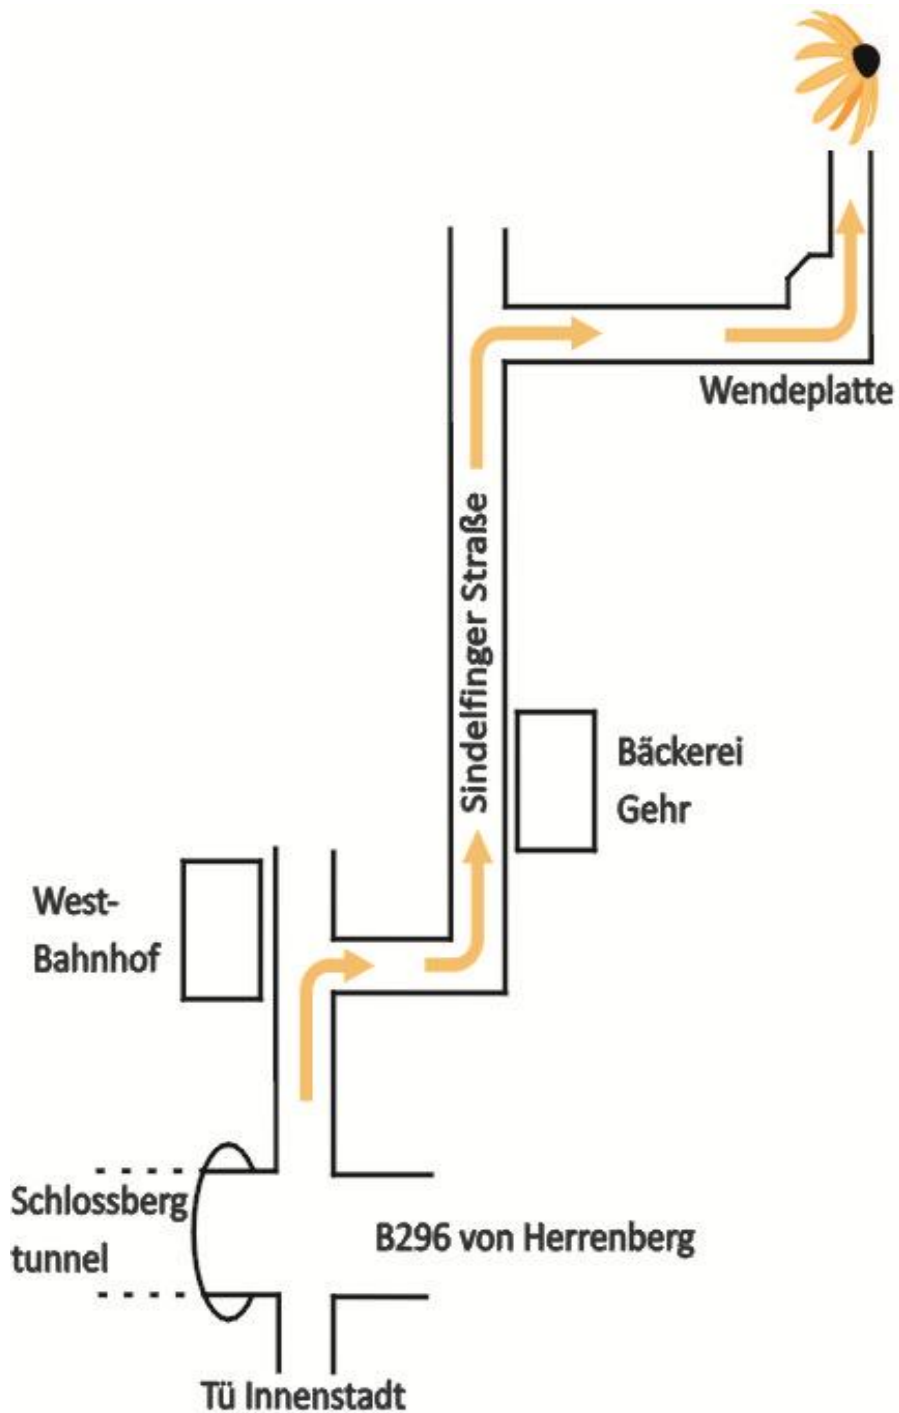 Wendeplatte
Sindelfinger Straße
Bäckerei
Gehr
West-
Bahnhof
Schlossberg
tunnel
B296 von Herrenberg
Tü Innenstadt